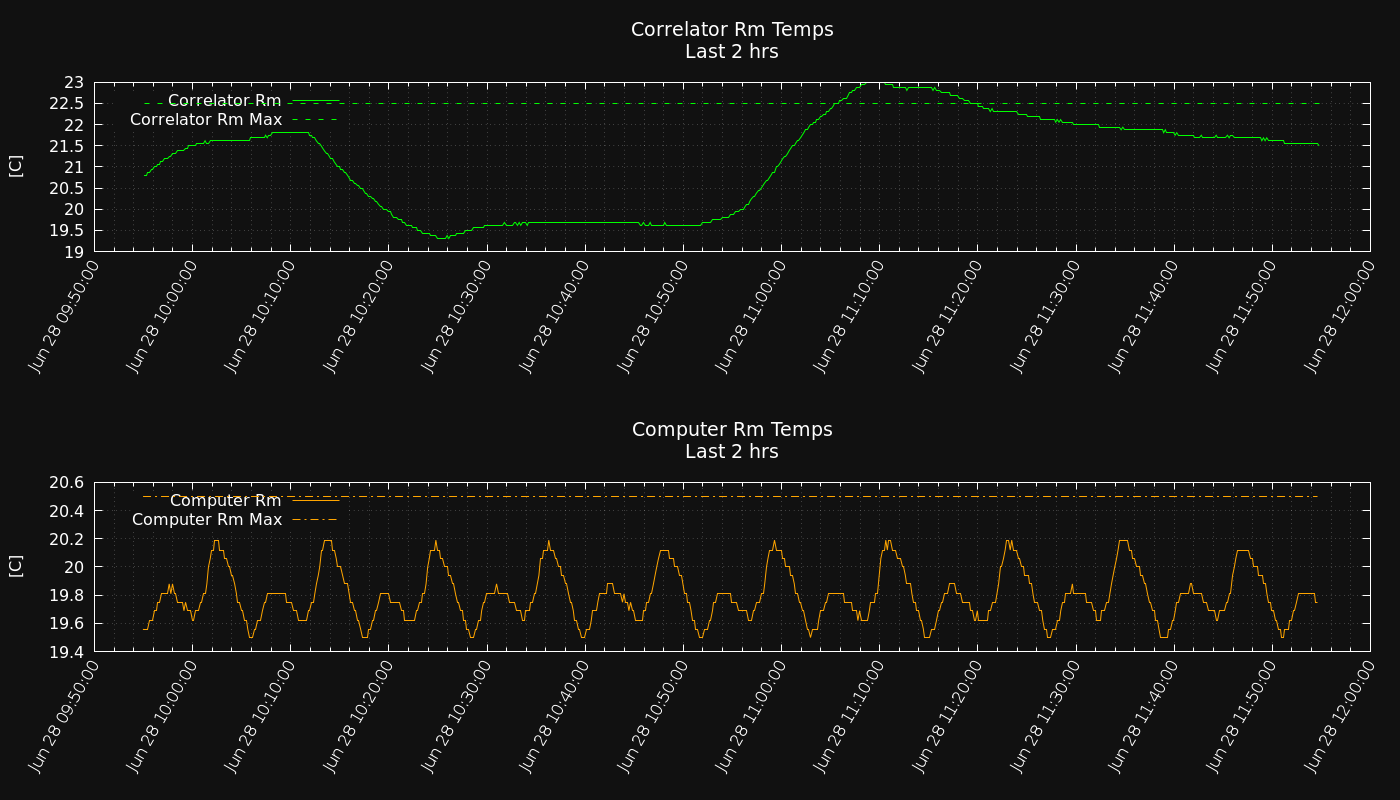 Correlator Rm Temps
Last 2 hrs
[C]
23
22.5
22
21.5
21
20.5
20
19.5
19
Correlator Rm
Correlator Rm Max
Jun 28 09:50:00
Jun 28 10:00:00
Jun 28 10:10:00
Jun 28 10:20:00
Jun 28 10:30:00
Jun 28 10:40:00
Jun 28 10:50:00
Jun 28 11:00:00
Jun 28 11:10:00
Jun 28 11:20:00
Jun 28 11:30:00
Jun 28 11:40:00
Jun 28 11:50:00
Jun 28 12:00:00
Computer Rm Temps
Last 2 hrs
[C]
20.6
20.4
20.2
20
19.8
19.6
19.4
Computer Rm
Computer Rm Max
Jun 28 09:50:00
Jun 28 10:00:00
Jun 28 10:10:00
Jun 28 10:20:00
Jun 28 10:30:00
Jun 28 10:40:00
Jun 28 10:50:00
Jun 28 11:00:00
Jun 28 11:10:00
Jun 28 11:20:00
Jun 28 11:30:00
Jun 28 11:40:00
Jun 28 11:50:00
Jun 28 12:00:00